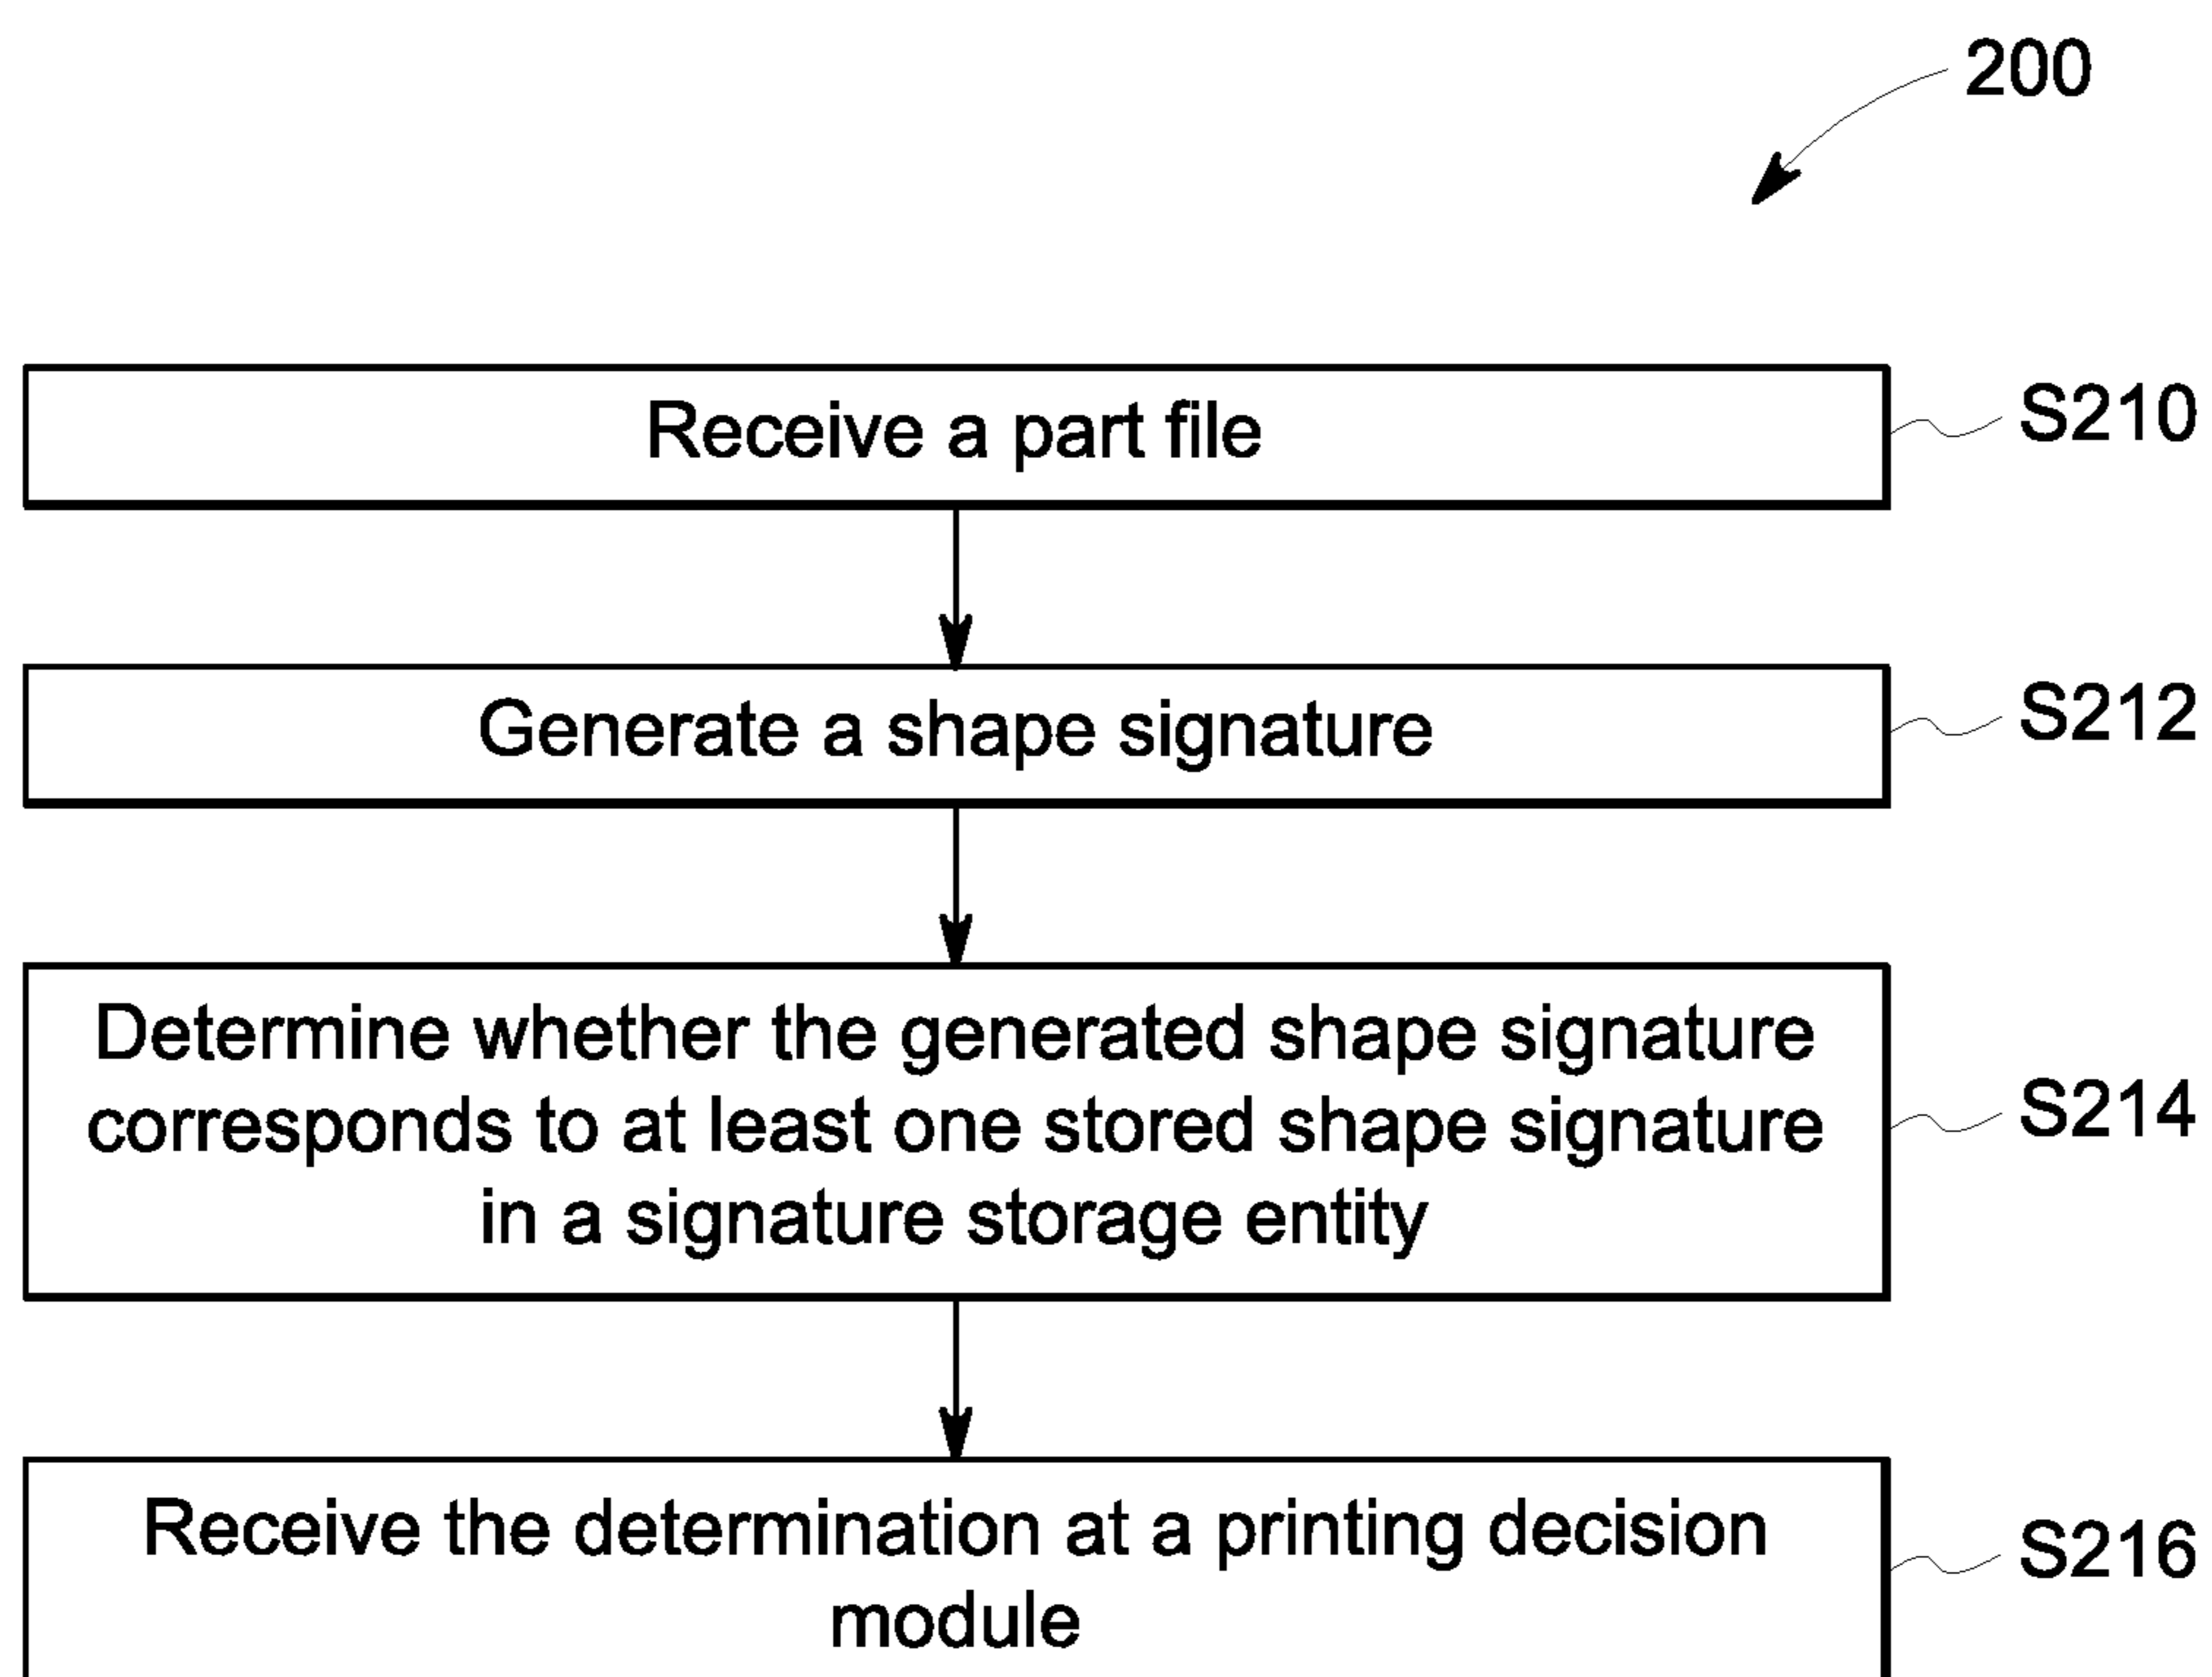 200
Receive a part file
S210
Generate a shape signature
S212
Determine whether the generated shape signature
corresponds to at least one stored shape signature
in a signature storage entity
S214
Receive the determination at a printing decision
module
S216